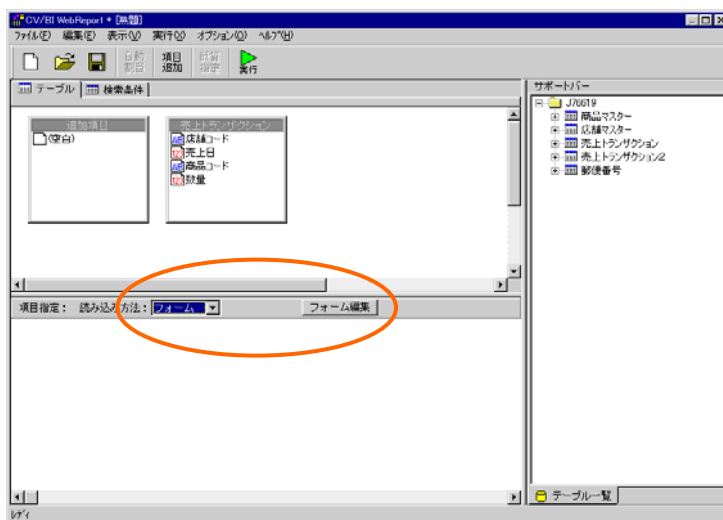 CV/BI WebReport * [無題]
ファイル(F) 編集(E) 表示(V) 実行(X) オプション(O) ヘルプ(H)
自動割当 項目追加 計算指定 実行
テーブル 検索条件
追加項目
(空白)
売上トランザクション
店舗コード
売上日
商品コード
数量
項目指定： 読み込み方法： フォーム フォーム編集
サポートバー
J76619
商品マスター
店舗マスター
売上トランザクション
売上トランザクション2
郵便番号
テーブル一覧
レディ